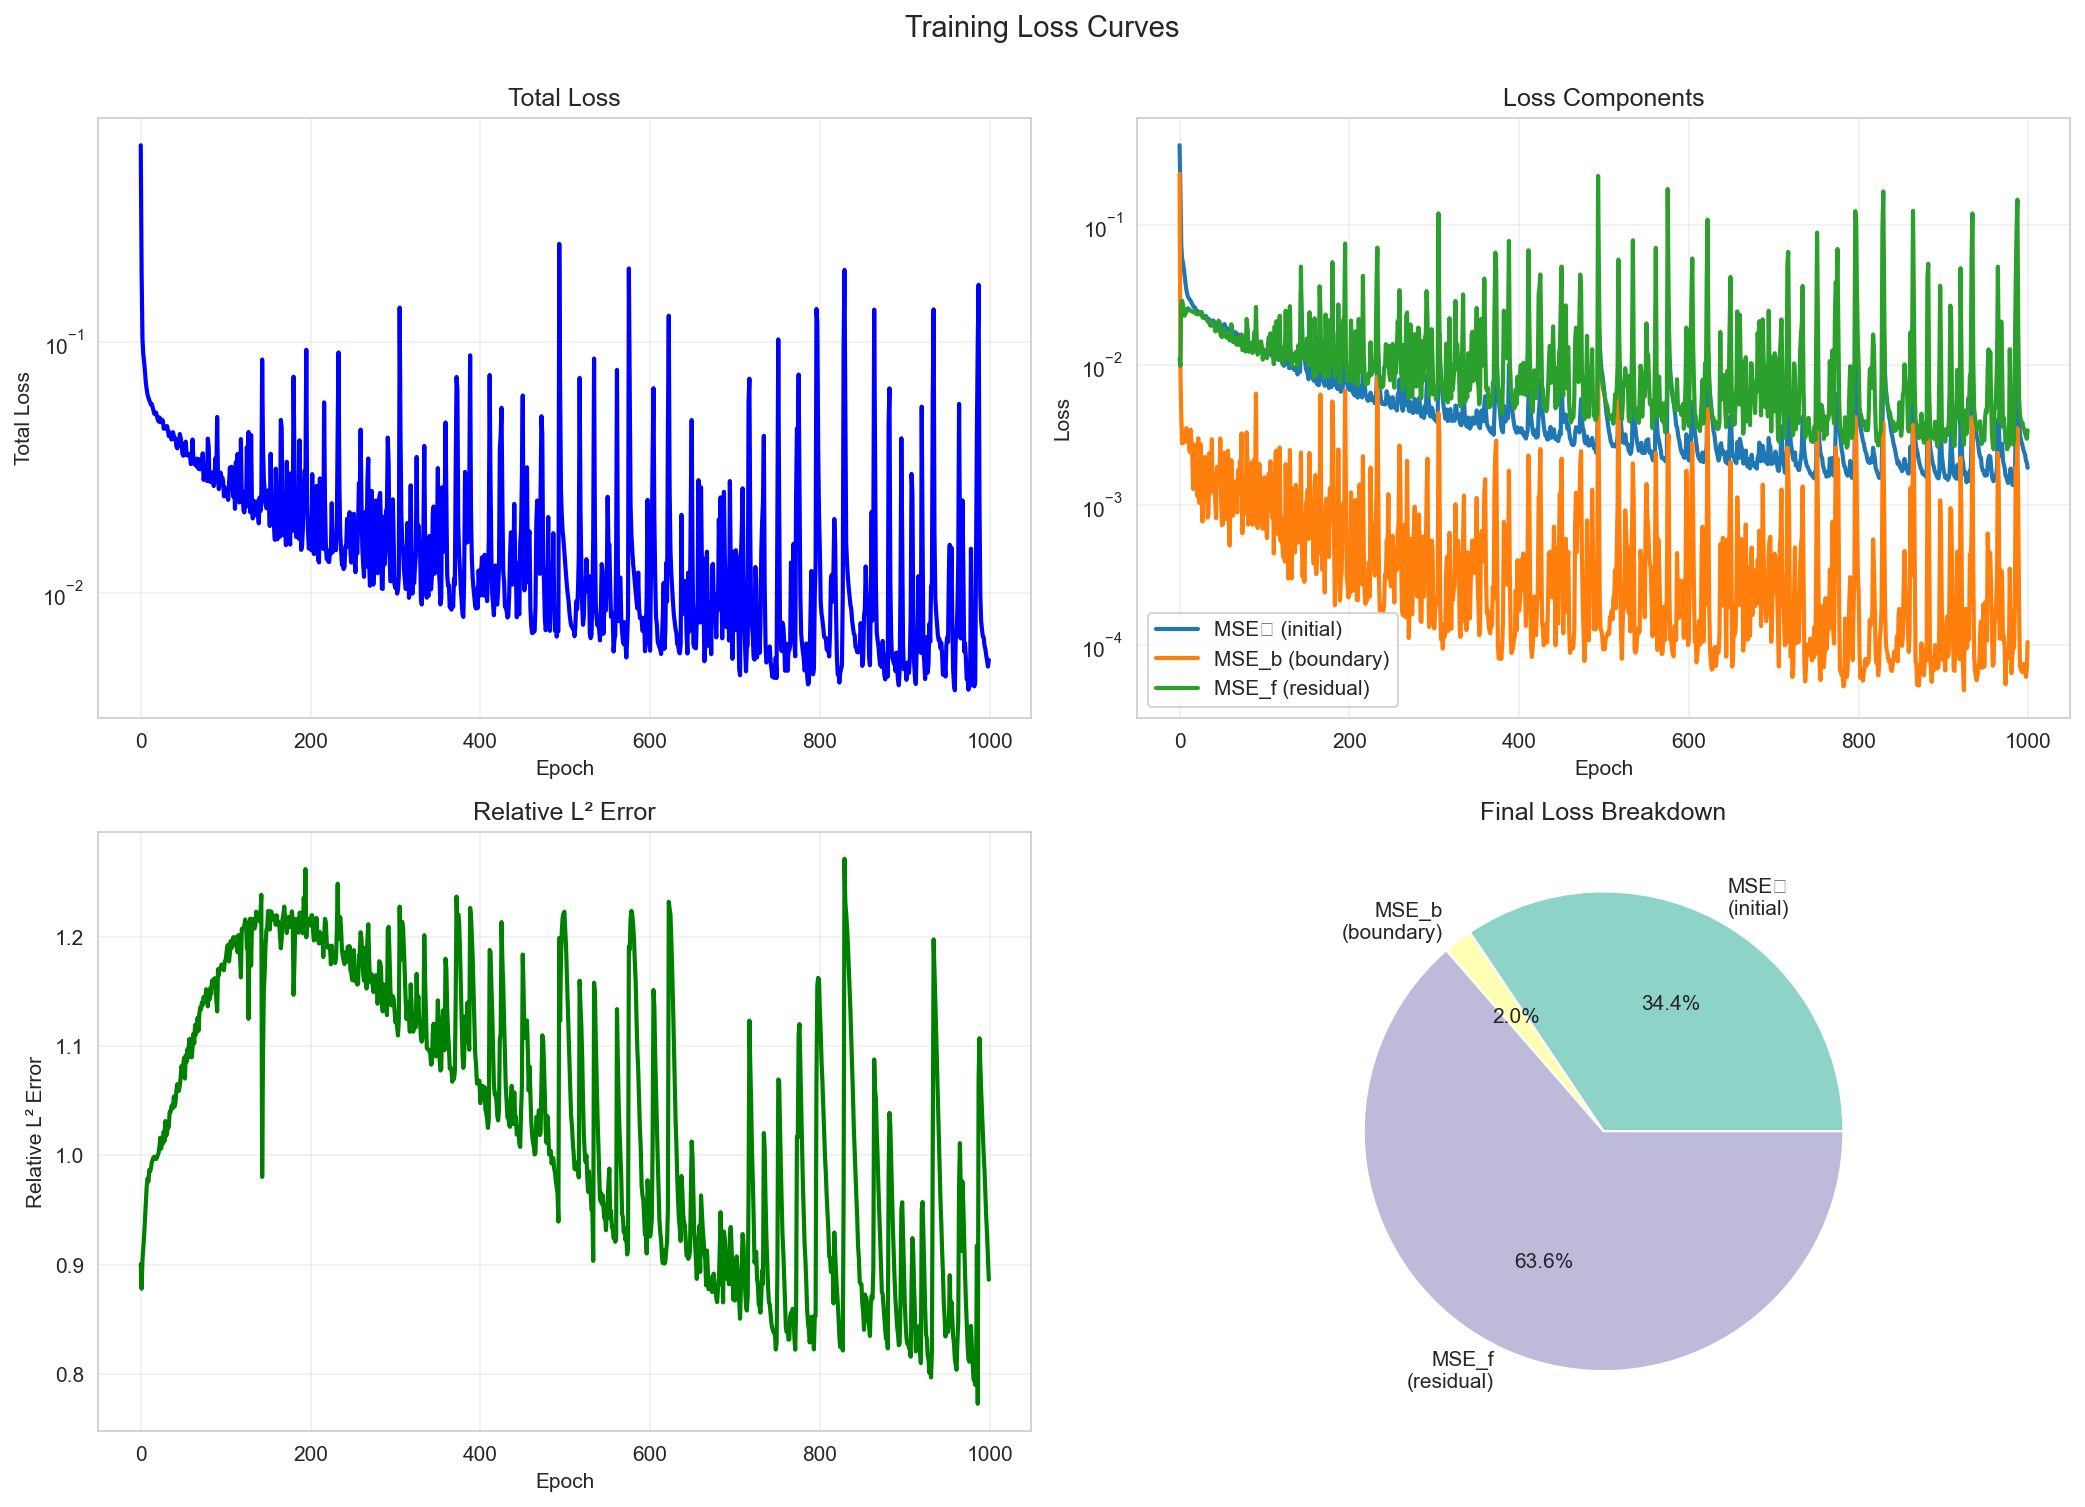 Training Loss Curves
Total Loss
Total Loss
10⁻¹
10⁻²
0 200 400 600 800 1000
Epoch
Loss Components
Loss
10⁻¹
10⁻²
10⁻³
10⁻⁴
MSE□ (initial)
MSE_b (boundary)
MSE_f (residual)
0 200 400 600 800 1000
Epoch
Relative L² Error
Relative L² Error
1.2
1.1
1.0
0.9
0.8
0 200 400 600 800 1000
Epoch
Final Loss Breakdown
MSE□
(initial)
MSE_b
(boundary)
34.4%
2.0%
63.6%
MSE_f
(residual)